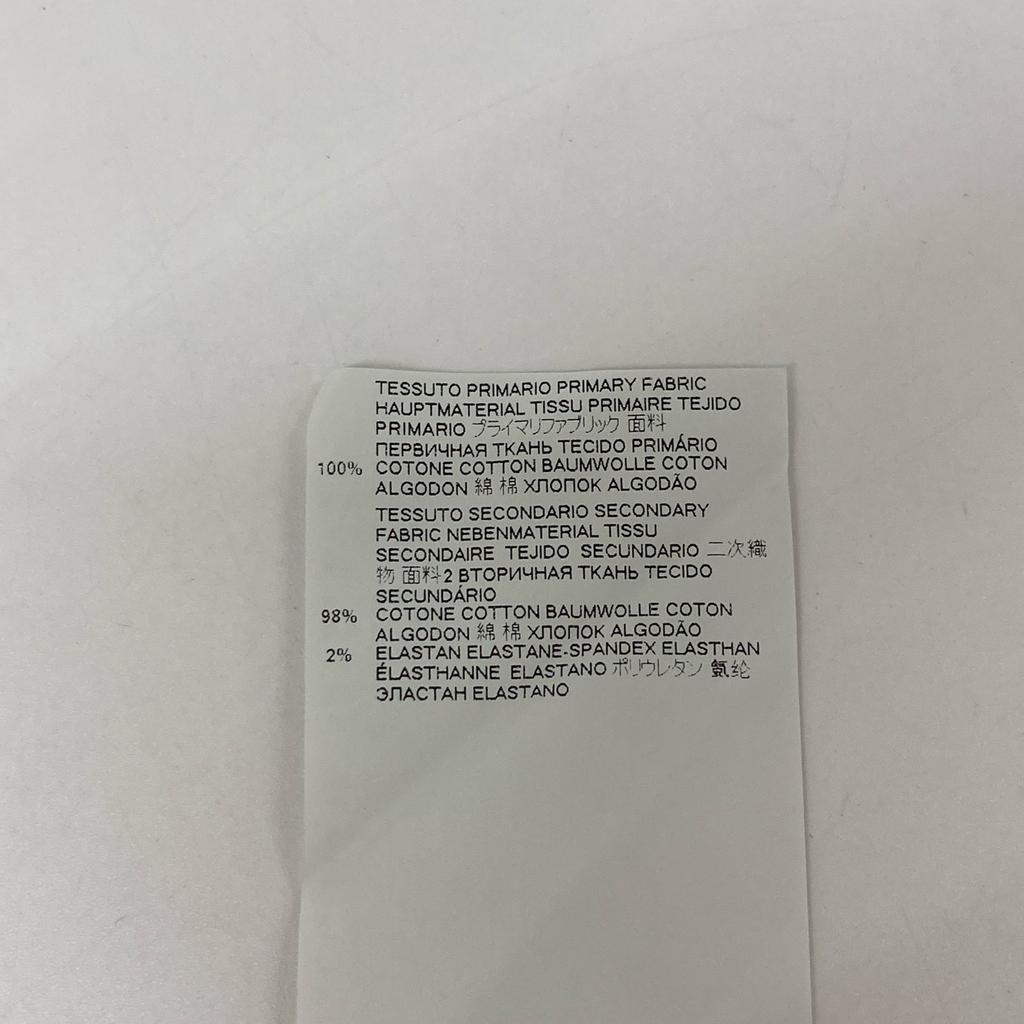 TESSUTO PRIMARIO PRIMARY FABRIC
HAUPTMATERIAL TISSU PRIMAIRE TEJIDO
PRIMARIO プライマリファブリック 面料
ПЕРВИЧНАЯ ТКАНЬ TECIDO PRIMÁRIO
100% COTONE COTTON BAUMWOLLE COTON
ALGODON 綿 棉 ХЛОПОК ALGODÃO
TESSUTO SECONDARIO SECONDARY
FABRIC NEBENMATERIAL TISSU
SECONDAIRE TEJIDO SECUNDARIO 二次織
物 面料2 ВТОРИЧНАЯ ТКАНЬ TECIDO
SECUNDÁRIO
98% COTONE COTTON BAUMWOLLE COTON
ALGODON 綿 棉 ХЛОПОК ALGODÃO
2% ELASTAN ELASTANE-SPANDEX ELASTHAN
ÉLASTHANNE ELASTANO ポリウレタン 氨纶
ЭЛАСТАН ELASTANO